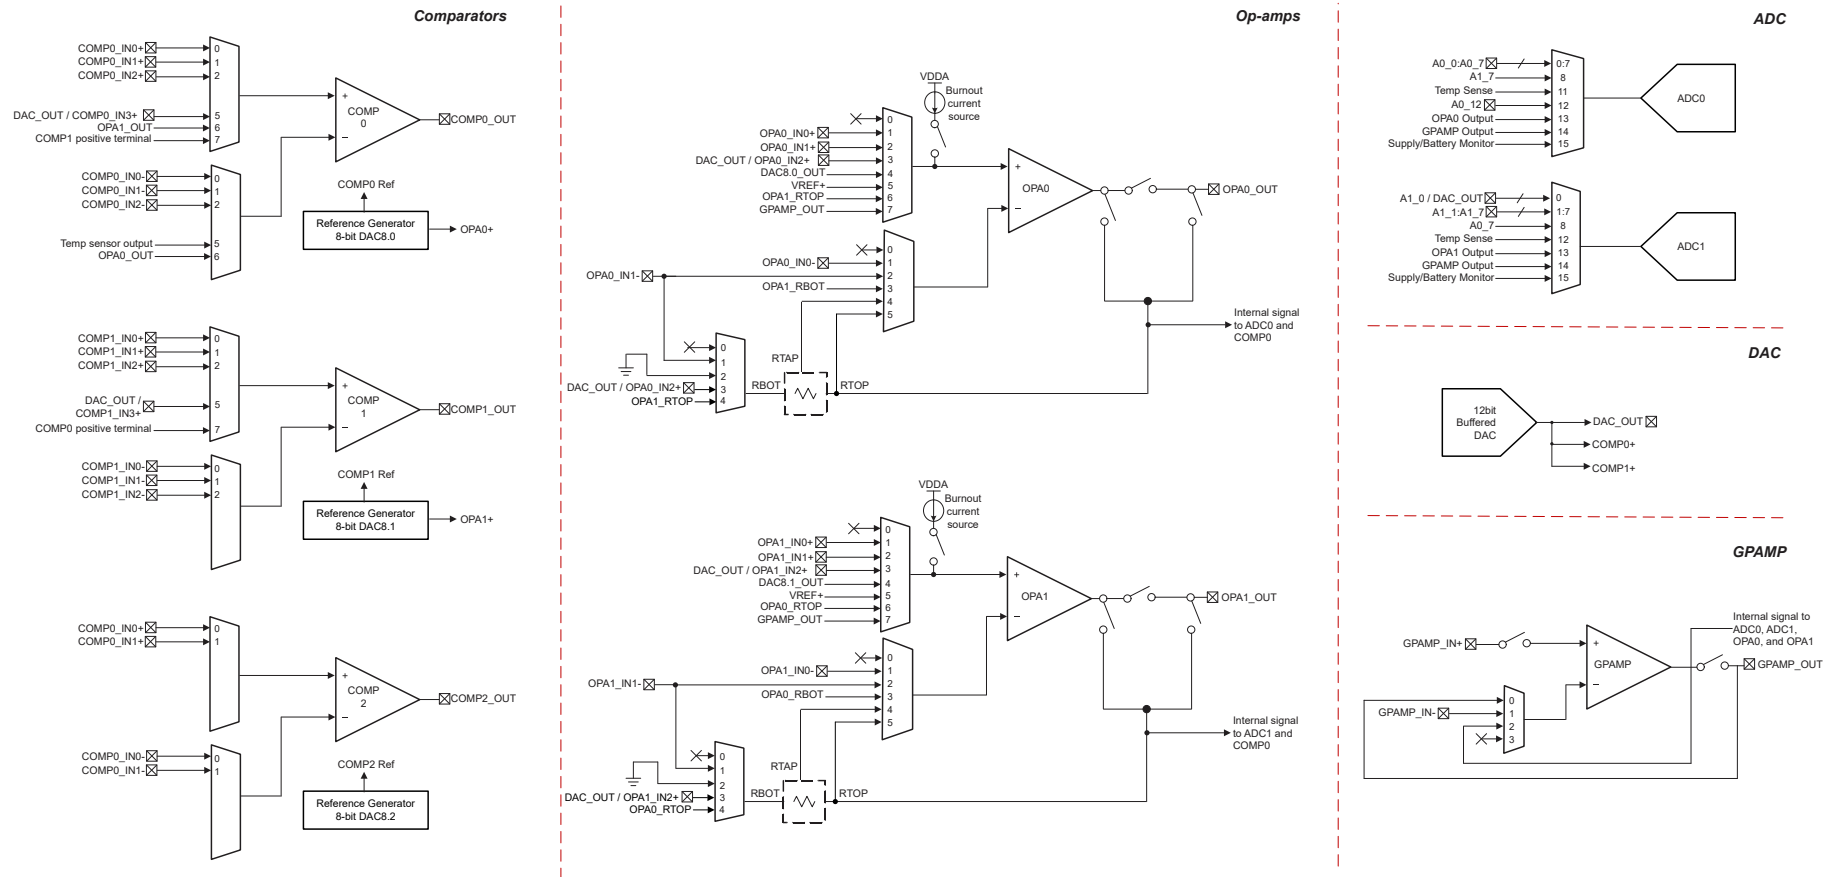 Comparators
COMP0_IN0+
COMP0_IN1+
COMP0_IN2+
DAC_OUT / COMP0_IN3+
OPA1_OUT
COMP1 positive terminal
0
1
2
5
6
7
+
COMP
0
−
COMP0_OUT
COMP0_IN0-
COMP0_IN1-
COMP0_IN2-
Temp sensor output
OPA0_OUT
0
1
2
5
6
COMP0 Ref
Reference Generator
8-bit DAC8.0
OPA0+
COMP1_IN0+
COMP1_IN1+
COMP1_IN2+
DAC_OUT /
COMP1_IN3+
COMP0 positive terminal
0
1
2
5
7
+
COMP
1
−
COMP1_OUT
COMP1_IN0-
COMP1_IN1-
COMP1_IN2-
0
1
2
COMP1 Ref
Reference Generator
8-bit DAC8.1
OPA1+
COMP0_IN0+
COMP0_IN1+
0
1
+
COMP
2
−
COMP2_OUT
COMP0_IN0-
COMP0_IN1-
0
1
COMP2 Ref
Reference Generator
8-bit DAC8.2
Op-amps
VDDA
Burnout
current
source
OPA0_IN0+
OPA0_IN1+
DAC_OUT / OPA0_IN2+
DAC8.0_OUT
VREF+
OPA1_RTOP
GPAMP_OUT
0
1
2
3
4
5
6
7
+
OPA0
−
OPA0_OUT
OPA0_IN0-
OPA0_IN1-
OPA1_RBOT
0
1
2
3
4
5
Internal signal
to ADC0 and
COMP0
DAC_OUT / OPA0_IN2+
OPA1_RTOP
0
1
2
3
4
RBOT
RTAP
RTOP
VDDA
Burnout
current
source
OPA1_IN0+
OPA1_IN1+
DAC_OUT / OPA1_IN2+
DAC8.1_OUT
VREF+
OPA0_RTOP
GPAMP_OUT
0
1
2
3
4
5
6
7
+
OPA1
−
OPA1_OUT
OPA1_IN0-
OPA1_IN1-
OPA0_RBOT
0
1
2
3
4
5
Internal signal
to ADC1 and
COMP0
DAC_OUT / OPA1_IN2+
OPA0_RTOP
0
1
2
3
4
RBOT
RTAP
RTOP
ADC
A0_0:A0_7
A1_7
Temp Sense
A0_12
OPA0 Output
GPAMP Output
Supply/Battery Monitor
0:7
8
11
12
13
14
15
ADC0
A1_0 / DAC_OUT
A1_1:A1_7
A0_7
Temp Sense
OPA1 Output
GPAMP Output
Supply/Battery Monitor
0
1:7
8
12
13
14
15
ADC1
DAC
12bit
Buffered
DAC
DAC_OUT
COMP0+
COMP1+
GPAMP
Internal signal to
ADC0, ADC1,
OPA0, and OPA1
GPAMP_IN+
+
GPAMP
−
GPAMP_OUT
GPAMP_IN-
0
1
2
3